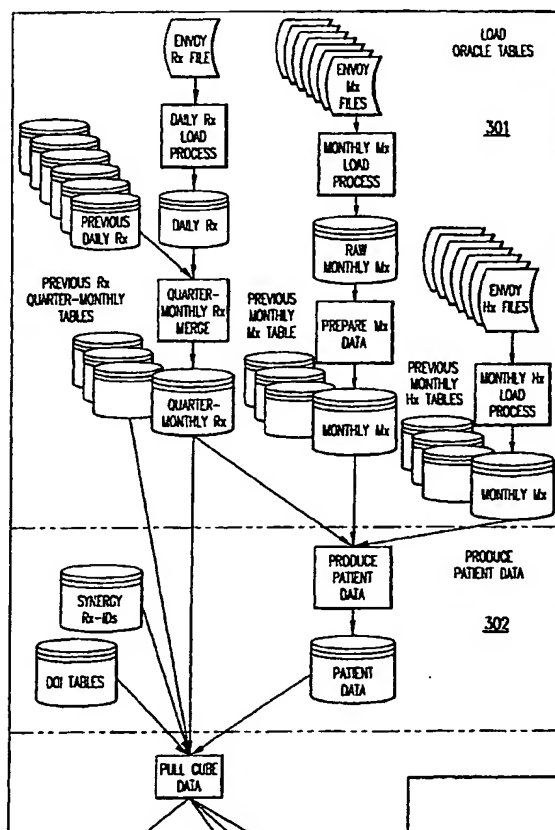 ENVOY
Rx FILE
ENVOY
Mx
FILES
LOAD
ORACLE TABLES
301
DAILY Rx
LOAD
PROCESS
MONTHLY Mx
LOAD
PROCESS
PREVIOUS
DAILY Rx
DAILY Rx
RAW
MONTHLY Mx
ENVOY
Hx FILES
PREVIOUS Rx
QUARTER-MONTHLY
TABLES
QUARTER-
MONTHLY Rx
MERGE
PREVIOUS
MONTHLY
Mx TABLE
PREPARE Mx
DATA
PREVIOUS
MONTHLY
Hx TABLES
MONTHLY Hx
LOAD
PROCESS
QUARTER-
MONTHLY Rx
MONTHLY Mx
MONTHLY Mx
PRODUCE
PATIENT
DATA
PRODUCE
PATIENT DATA
302
SYNERGY
Rx-IDs
DOI TABLES
PATIENT
DATA
PULL CUBE
DATA